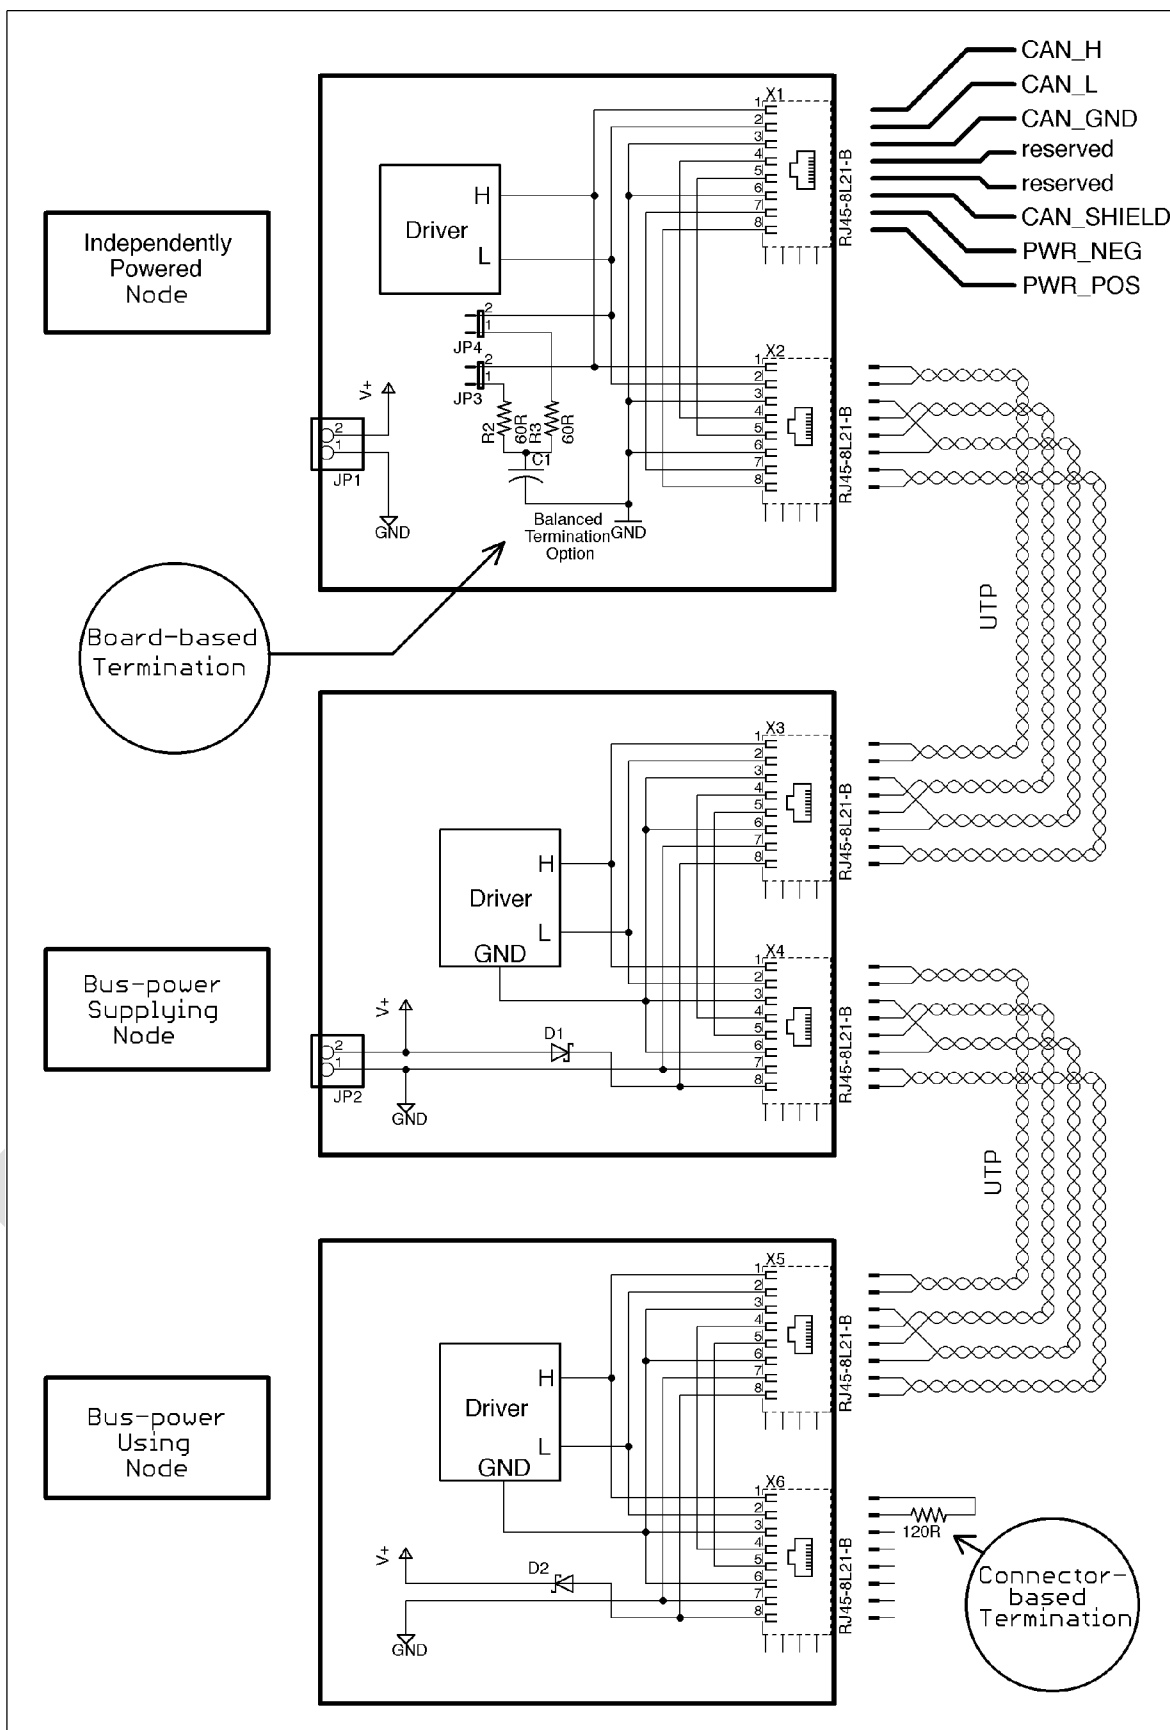 CAN_H
CAN_L
CAN_GND
reserved
reserved
CAN_SHIELD
PWR_NEG
PWR_POS
X1
1
2
3
4
5
6
7
8
RJ45-8L21-B
H
Driver
L
Independently
Powered
Node
2
1
JP4
2
1
JP3
R2
60R
R3
60R
C1
V+
2
1
JP1
GND
Balanced
Termination
Option
GND
X2
1
2
3
4
5
6
7
8
RJ45-8L21-B
UTP
Board-based
Termination
X3
1
2
3
4
5
6
7
8
RJ45-8L21-B
H
Driver
L
GND
Bus-power
Supplying
Node
V+
D1
2
1
JP2
GND
X4
1
2
3
4
5
6
7
8
RJ45-8L21-B
UTP
X5
1
2
3
4
5
6
7
8
RJ45-8L21-B
H
Driver
L
GND
Bus-power
Using
Node
V+
D2
GND
X6
1
2
3
4
5
6
7
8
RJ45-8L21-B
120R
Connector-
based
Termination